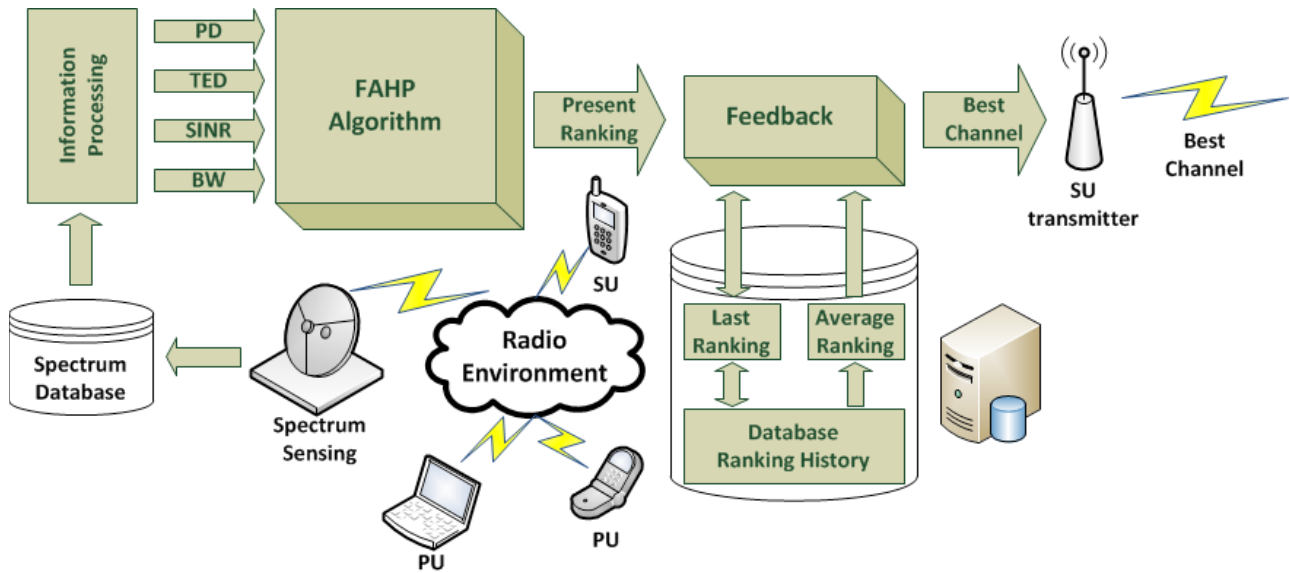 Information
Processing
PD
TED
SINR
BW
FAHP
Algorithm
Present
Ranking
Feedback
Best
Channel
SU
transmitter
Best
Channel
Spectrum
Database
Spectrum
Sensing
Radio
Environment
SU
PU
PU
Last
Ranking
Average
Ranking
Database
Ranking History